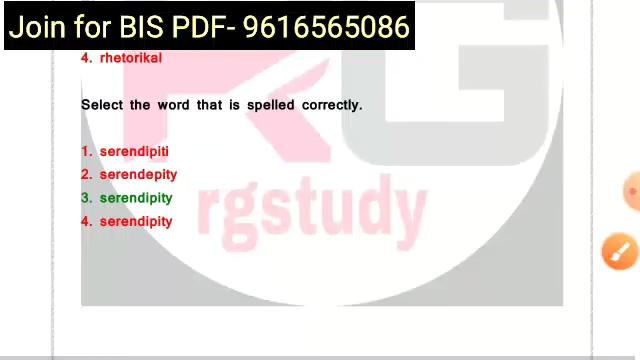 Join for BIS PDF- 9616565086
4. rhetorikal
Select the word that is spelled correctly.
1. serendipiti
2. serendepity
3. serendipity
4. serendipity
rgstudy